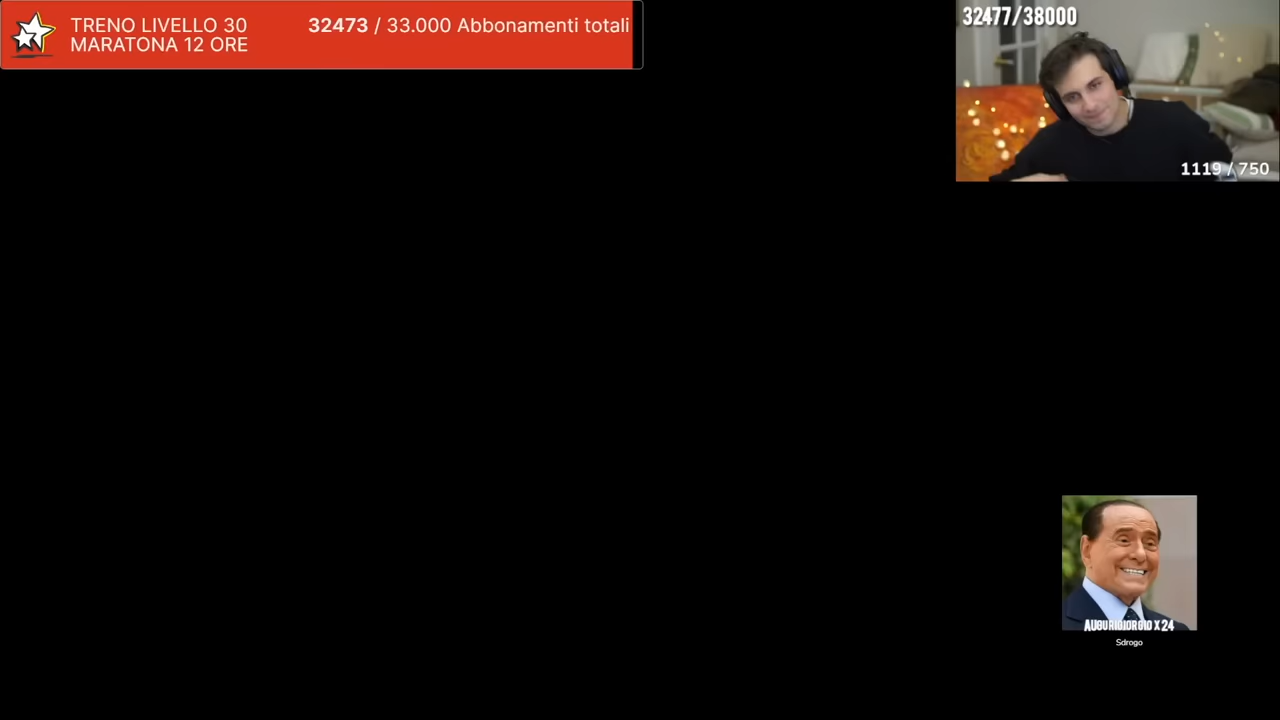 TRENO LIVELLO 30
MARATONA 12 ORE
32473 / 33.000 Abbonamenti totali
32477/38000
1119 / 750
AUGURIGIORGIO X 24
Sdrogo